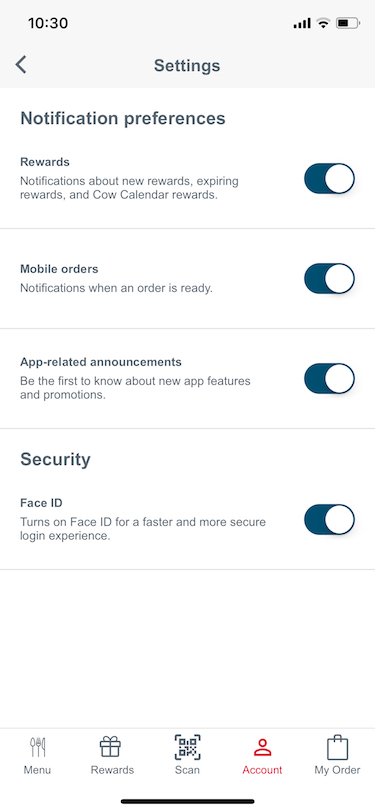 10:30
Settings
Notification preferences
Rewards
Notifications about new rewards, expiring
rewards, and Cow Calendar rewards.
Mobile orders
Notifications when an order is ready.
App-related announcements
Be the first to know about new app features
and promotions.
Security
Face ID
Turns on Face ID for a faster and more secure
login experience.
Menu
Rewards
Scan
Account
My Order